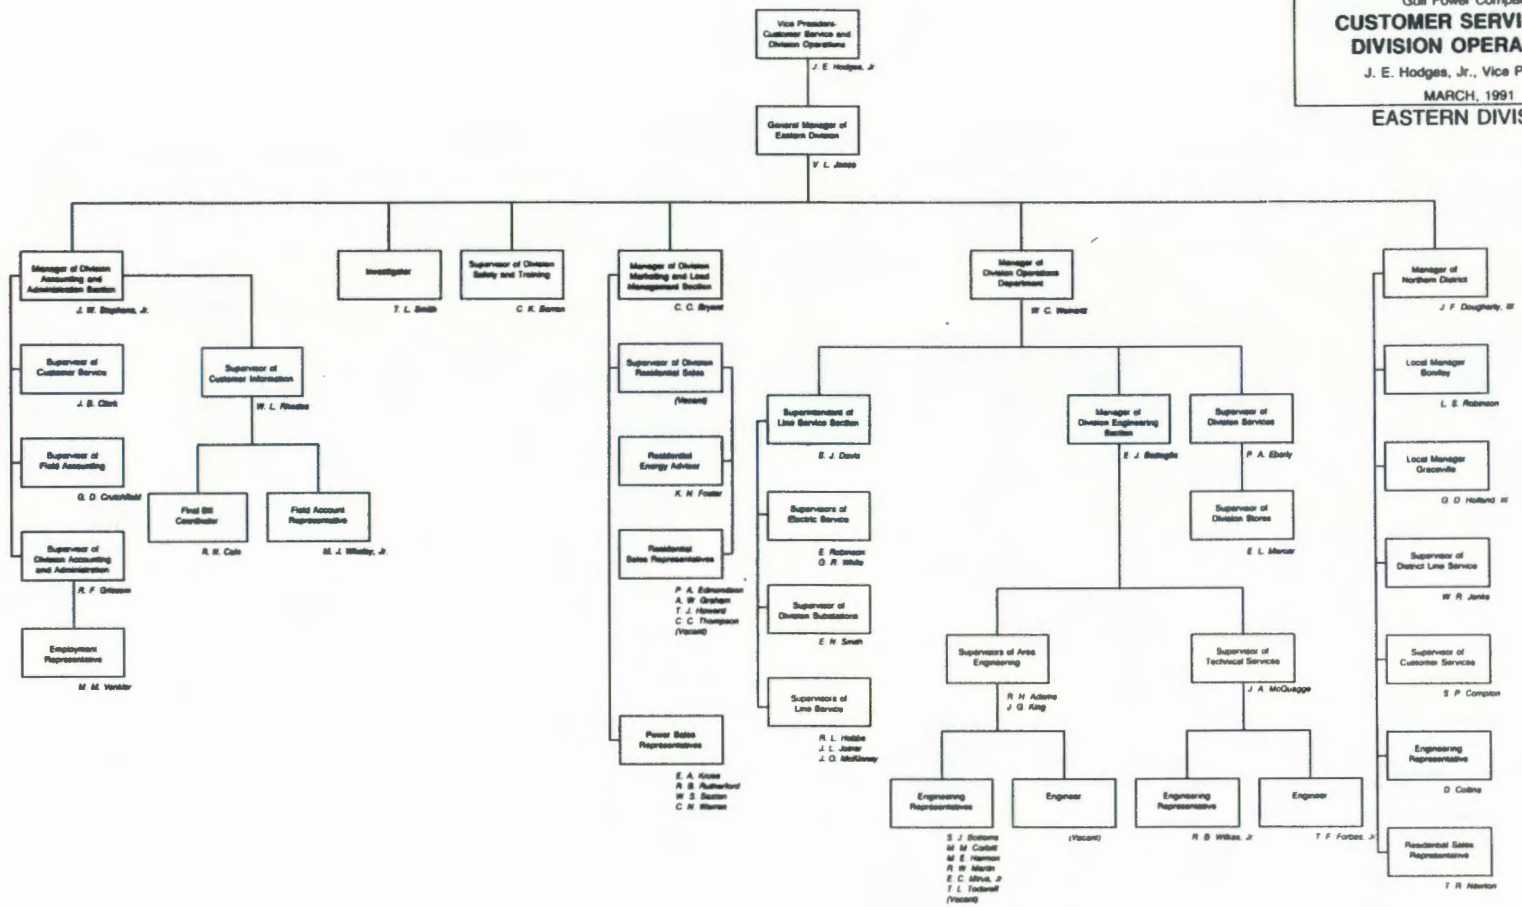 Gulf Power Compa
CUSTOMER SERVI
DIVISION OPERA
J. E. Hodges, Jr., Vice P
MARCH, 1991
EASTERN DIVIS
Vice President-
Customer Service and
Division Operations
J. E. Hodges, Jr
General Manager of
Eastern Division
V. L. Jones
Manager of Division
Accounting and
Administration Section
J. W. Stephens, Jr.
Supervisor of
Customer Service
J. B. Clark
Supervisor of
Field Accounting
G. D. Crutchfield
Supervisor of
Division Accounting
and Administration
R. F. Grissom
Employment
Representative
M. M.
Supervisor of
Customer Information
W. L. Rhodes
Final Bill
Coordinator
R. N. Cain
Field Account
Representative
M. J. Whatley, Jr.
Investigator
T. L. Smith
Supervisor of Division
Safety and Training
C. K.
Manager of Division
Marketing and Load
Management Section
C. C. Bryant
Supervisor of Division
Residential Sales
(Vacant)
Residential
Energy Advisor
K. N. Foster
Residential
Sales Representatives
P. A. Edmondson
A. W. Graham
T. J. Howard
C. C. Thompson
(Vacant)
Power Sales
Representatives
E. A. Kruse
R. B. Rutherford
W. S. Sexton
C. N. Warren
Manager of
Division Operations
Department
W. C.
Superintendent of
Line Service Section
S. J. Davis
Supervisors of
Electric Service
E. Robinson
G. R. White
Supervisor of
Division Substations
E. N. Smith
Supervisors of
Line Service
R. L. Hobbs
J. L. Joiner
J. O. McKinney
Manager of
Division Engineering
Section
E. J. Battaglia
Supervisor of
Division Services
P. A. Eberly
Supervisor of
Division Stores
E. L. Mercer
Supervisors of Area
Engineering
R. H. Adams
J. G. King
Engineering
Representatives
S. J. Bottoms
M. M. Corbitt
M. E. Harmon
R. W. Martin
E. C. Mirus, Jr
T. L.
(Vacant)
Engineer
(Vacant)
Supervisor of
Technical Services
J. A. McQuagge
Engineering
Representative
R. B. Wilkes, Jr
Engineer
T. F. Forbes, Jr.
Manager of
Northern District
J. F. Dougherty, III
Local Manager
Bonifay
L. S. Robinson
Local Manager
Graceville
G. D. Holland, III
Supervisor of
District Line Service
W. R. Jenks
Supervisor of
Customer Services
S. P. Compton
Engineering
Representative
D. Collins
Residential Sales
Representative
T. R. Newton